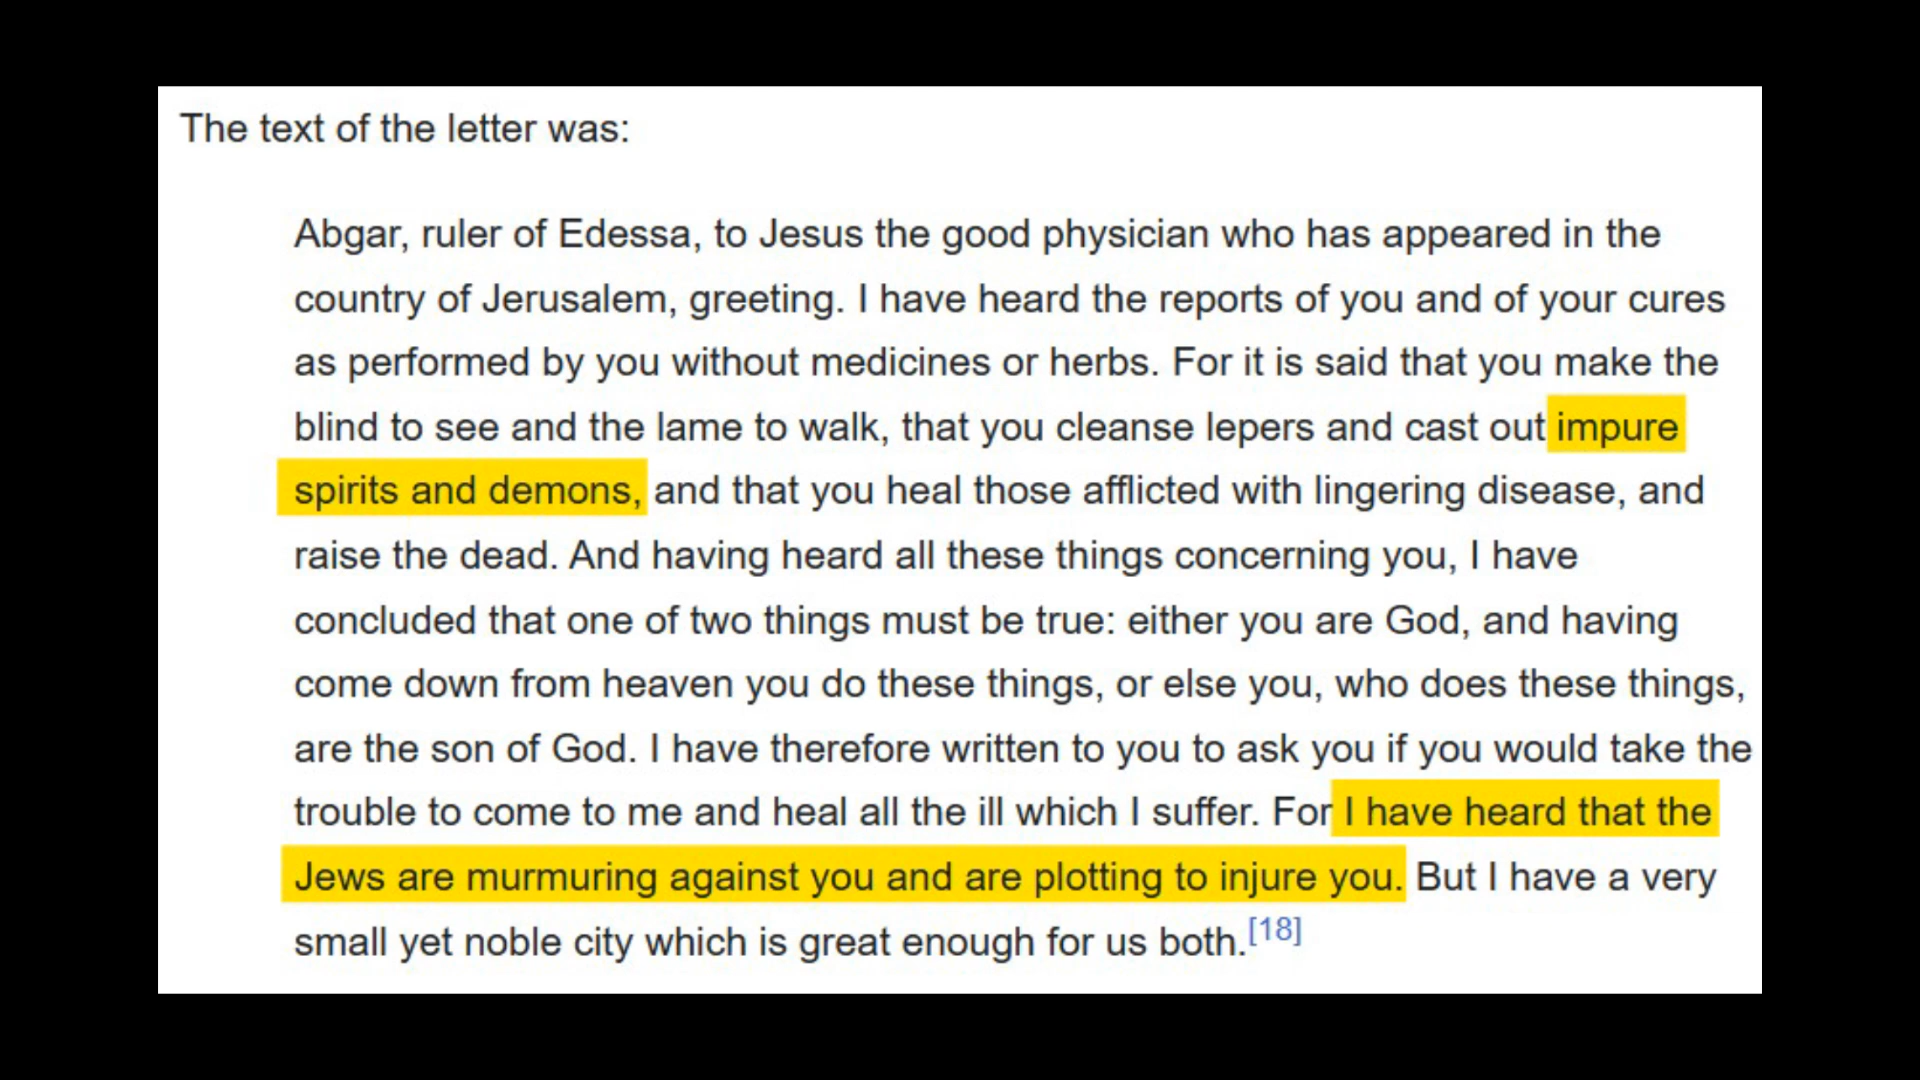 The text of the letter was:
Abgar, ruler of Edessa, to Jesus the good physician who has appeared in the
country of Jerusalem, greeting. I have heard the reports of you and of your cures
as performed by you without medicines or herbs. For it is said that you make the
blind to see and the lame to walk, that you cleanse lepers and cast out impure
spirits and demons, and that you heal those afflicted with lingering disease, and
raise the dead. And having heard all these things concerning you, I have
concluded that one of two things must be true: either you are God, and having
come down from heaven you do these things, or else you, who does these things,
are the son of God. I have therefore written to you to ask you if you would take the
trouble to come to me and heal all the ill which I suffer. For I have heard that the
Jews are murmuring against you and are plotting to injure you. But I have a very
small yet noble city which is great enough for us both.[18]